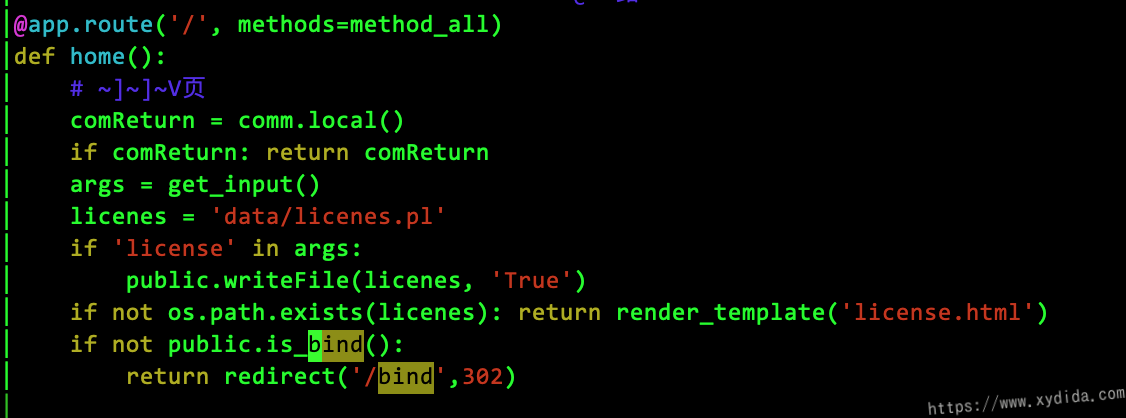 @app.route('/', methods=method_all)
def home():
    # ~]~]~V页
    comReturn = comm.local()
    if comReturn: return comReturn
    args = get_input()
    licenes = 'data/licenes.pl'
    if 'license' in args:
        public.writeFile(licenes, 'True')
    if not os.path.exists(licenes): return render_template('license.html')
    if not public.is_bind():
        return redirect('/bind',302)
https://www.xydida.com